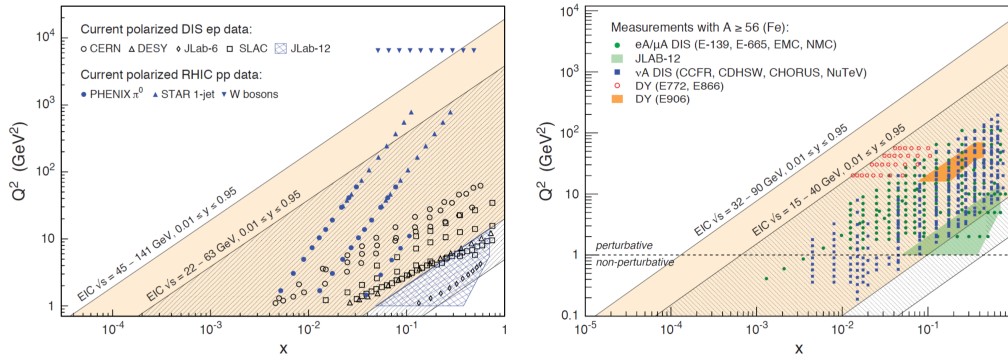 Current polarized DIS ep data:
CERN DESY JLab-6 SLAC JLab-12
Current polarized RHIC pp data:
PHENIX π⁰ STAR 1-jet W bosons
EIC √s = 45 – 141 GeV, 0.01 ≤ y ≤ 0.95
EIC √s = 22 – 63 GeV, 0.01 ≤ y ≤ 0.95
Q² (GeV²)
10⁴
10³
10²
10
1
10⁻⁴ 10⁻³ 10⁻² 10⁻¹ 1
x
Measurements with A ≥ 56 (Fe):
eA/μA DIS (E-139, E-665, EMC, NMC)
JLAB-12
νA DIS (CCFR, CDHSW, CHORUS, NuTeV)
DY (E772, E866)
DY (E906)
EIC √s = 32 – 90 GeV, 0.01 ≤ y ≤ 0.95
EIC √s = 15 – 40 GeV, 0.01 ≤ y ≤ 0.95
perturbative
non-perturbative
Q² (GeV²)
10⁴
10³
10²
10
1
0.1
10⁻⁵ 10⁻⁴ 10⁻³ 10⁻² 10⁻¹ 1
x